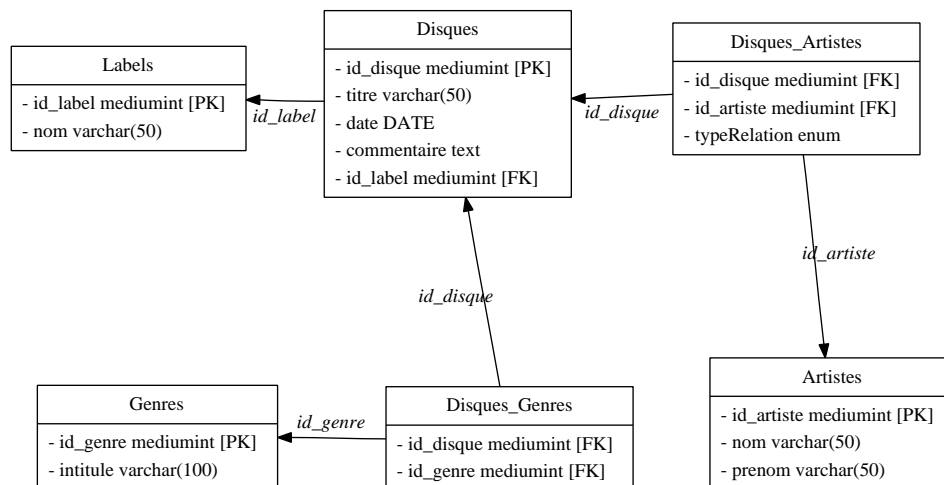 Labels
- id_label mediumint [PK]
- nom varchar(50)
id_label
Disques
- id_disque mediumint [PK]
- titre varchar(50)
- date DATE
- commentaire text
- id_label mediumint [FK]
id_disque
Disques_Artistes
- id_disque mediumint [FK]
- id_artiste mediumint [FK]
- typeRelation enum
id_artiste
id_disque
Genres
- id_genre mediumint [PK]
- intitule varchar(100)
id_genre
Disques_Genres
- id_disque mediumint [FK]
- id_genre mediumint [FK]
Artistes
- id_artiste mediumint [PK]
- nom varchar(50)
- prenom varchar(50)